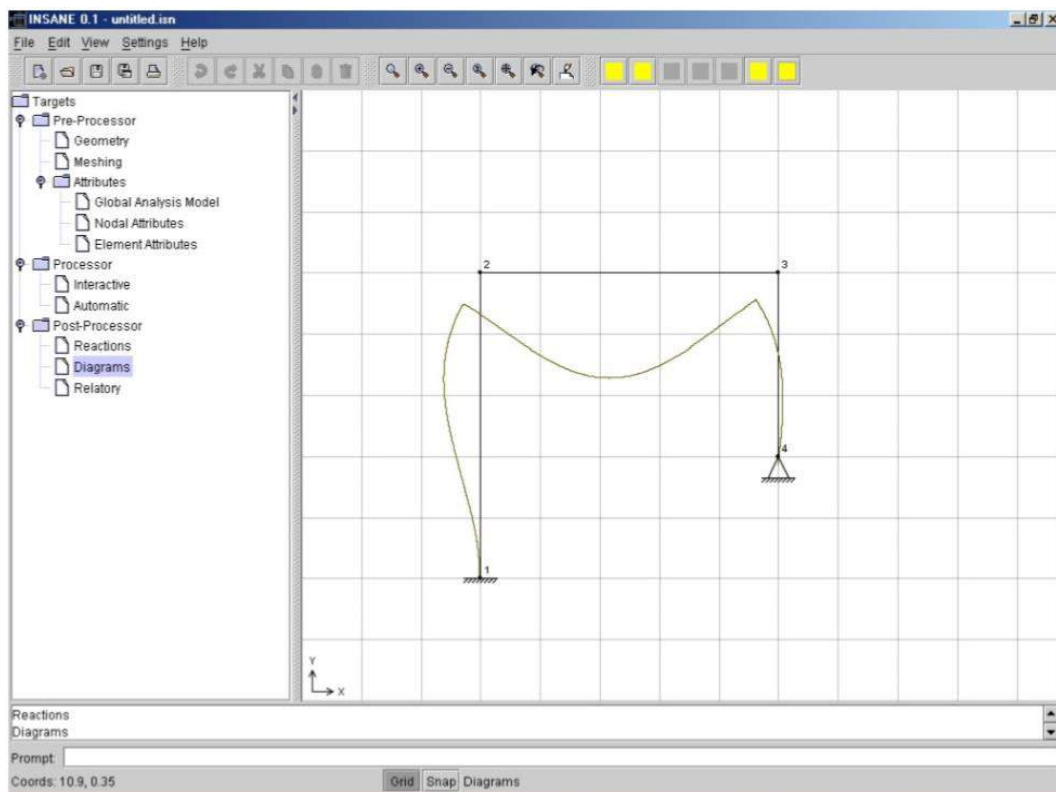 INSANE 0.1 - untitled.isn
File Edit View Settings Help
Targets
Pre-Processor
Geometry
Meshing
Attributes
Global Analysis Model
Nodal Attributes
Element Attributes
Processor
Interactive
Automatic
Post-Processor
Reactions
Diagrams
Relatory
2
3
4
1
Y
X
Reactions
Diagrams
Prompt
Coords: 10.9, 0.35
Grid
Snap
Diagrams